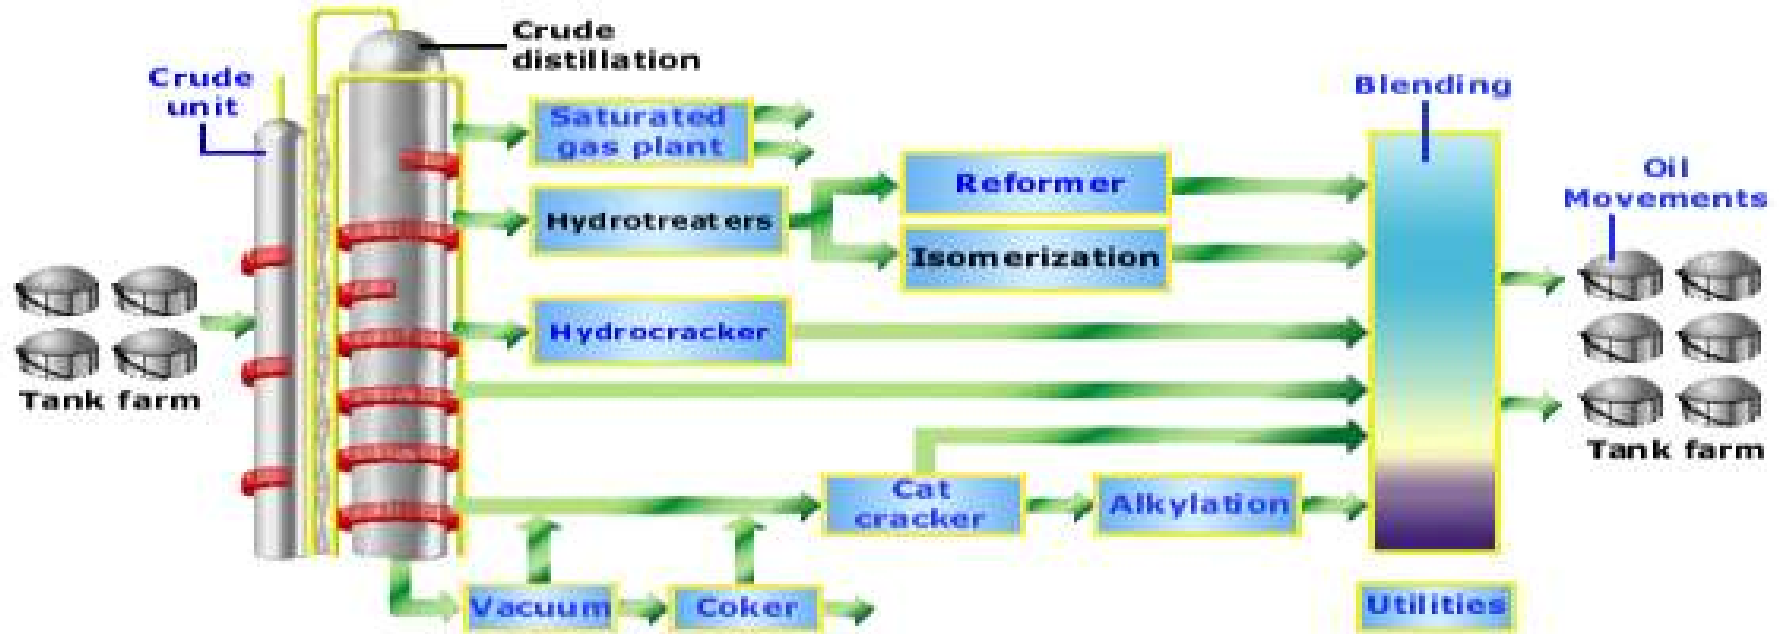 Crude
distillation
Crude
unit
Blending
Saturated
gas plant
Oil
Movements
Reformer
Hydrotreaters
Isomerization
Hydrocracker
Tank farm
Tank farm
Cat
cracker
Alkylation
Vacuum
Coker
Utilities